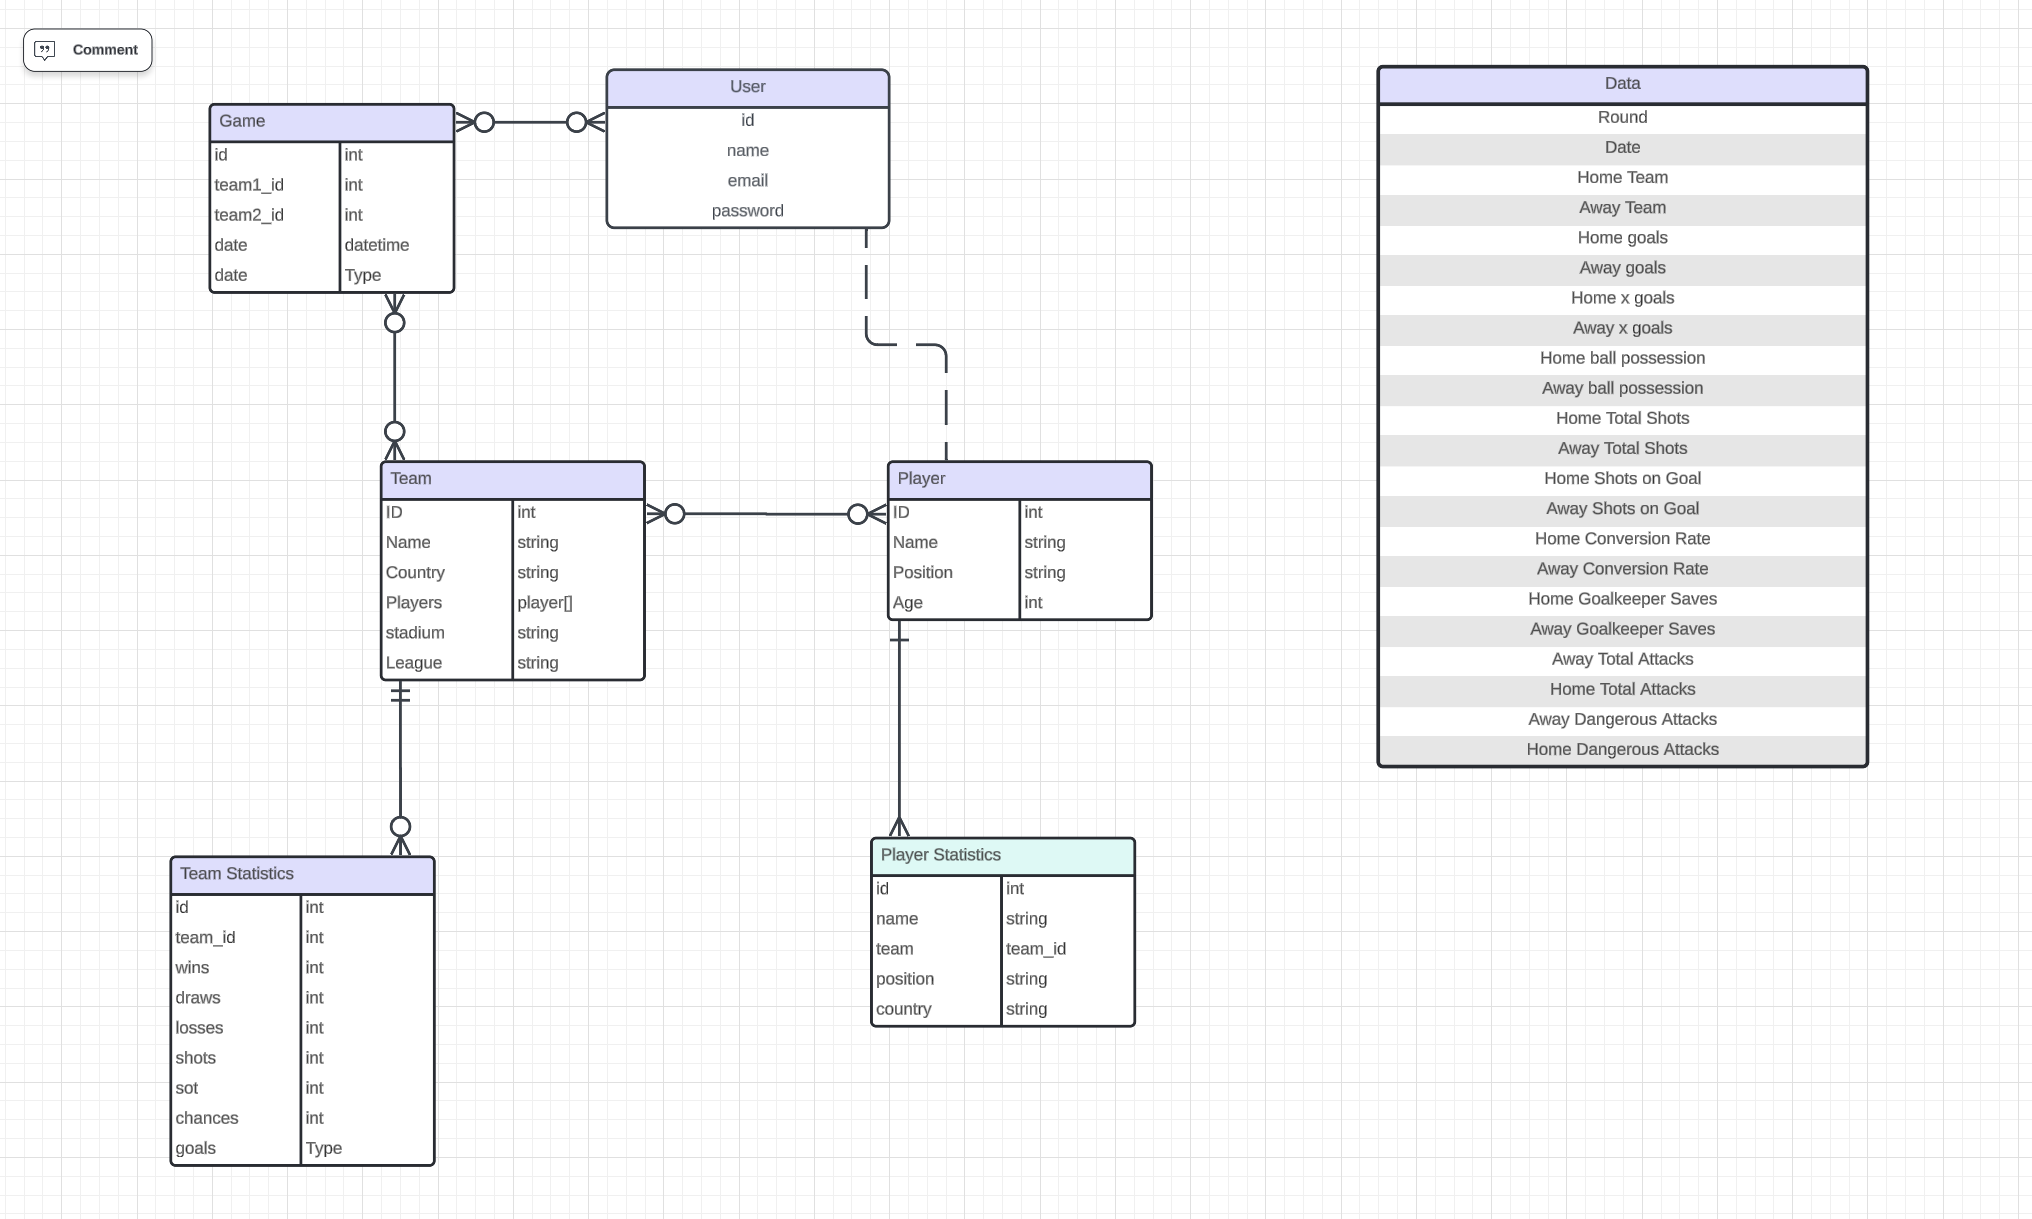 Comment
Game
id int
team1_id int
team2_id int
date datetime
date Type
User
id
name
email
password
Data
Round
Date
Home Team
Away Team
Home goals
Away goals
Home x goals
Away x goals
Home ball possession
Away ball possession
Home Total Shots
Away Total Shots
Home Shots on Goal
Away Shots on Goal
Home Conversion Rate
Away Conversion Rate
Home Goalkeeper Saves
Away Goalkeeper Saves
Away Total Attacks
Home Total Attacks
Away Dangerous Attacks
Home Dangerous Attacks
Team
ID int
Name string
Country string
Players player[]
stadium string
League string
Player
ID int
Name string
Position string
Age int
Team Statistics
id int
team_id int
wins int
draws int
losses int
shots int
sot int
chances int
goals Type
Player Statistics
id int
name string
team team_id
position string
country string